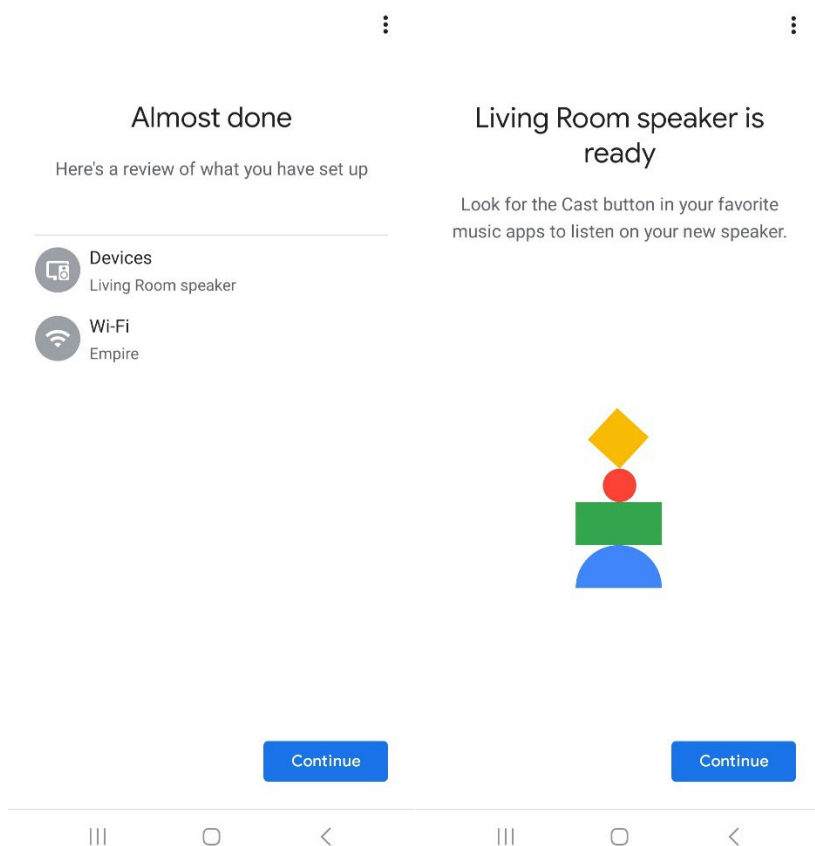 Almost done
Here's a review of what you have set up
Devices
Living Room speaker
Wi-Fi
Empire
Continue
Living Room speaker is
ready
Look for the Cast button in your favorite
music apps to listen on your new speaker.
Continue